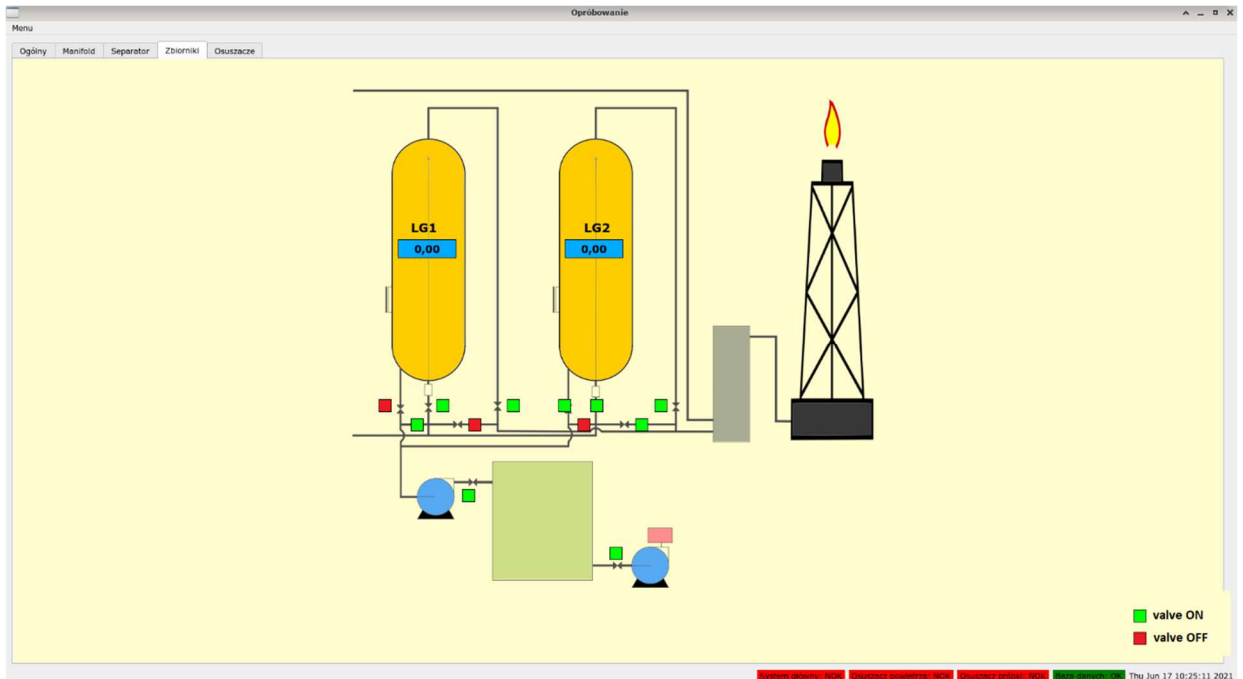 Opróbowanie
Menu
Ogólny Manifold Separator Zbiorniki Osuszacze
LG1 LG2
0,00 0,00
valve ON
valve OFF
System główny: NOK Osuszacz powietrza: NOK Osuszacz próbs: NOK Baza danych: OK Thu Jun 17 10:25:11 2021